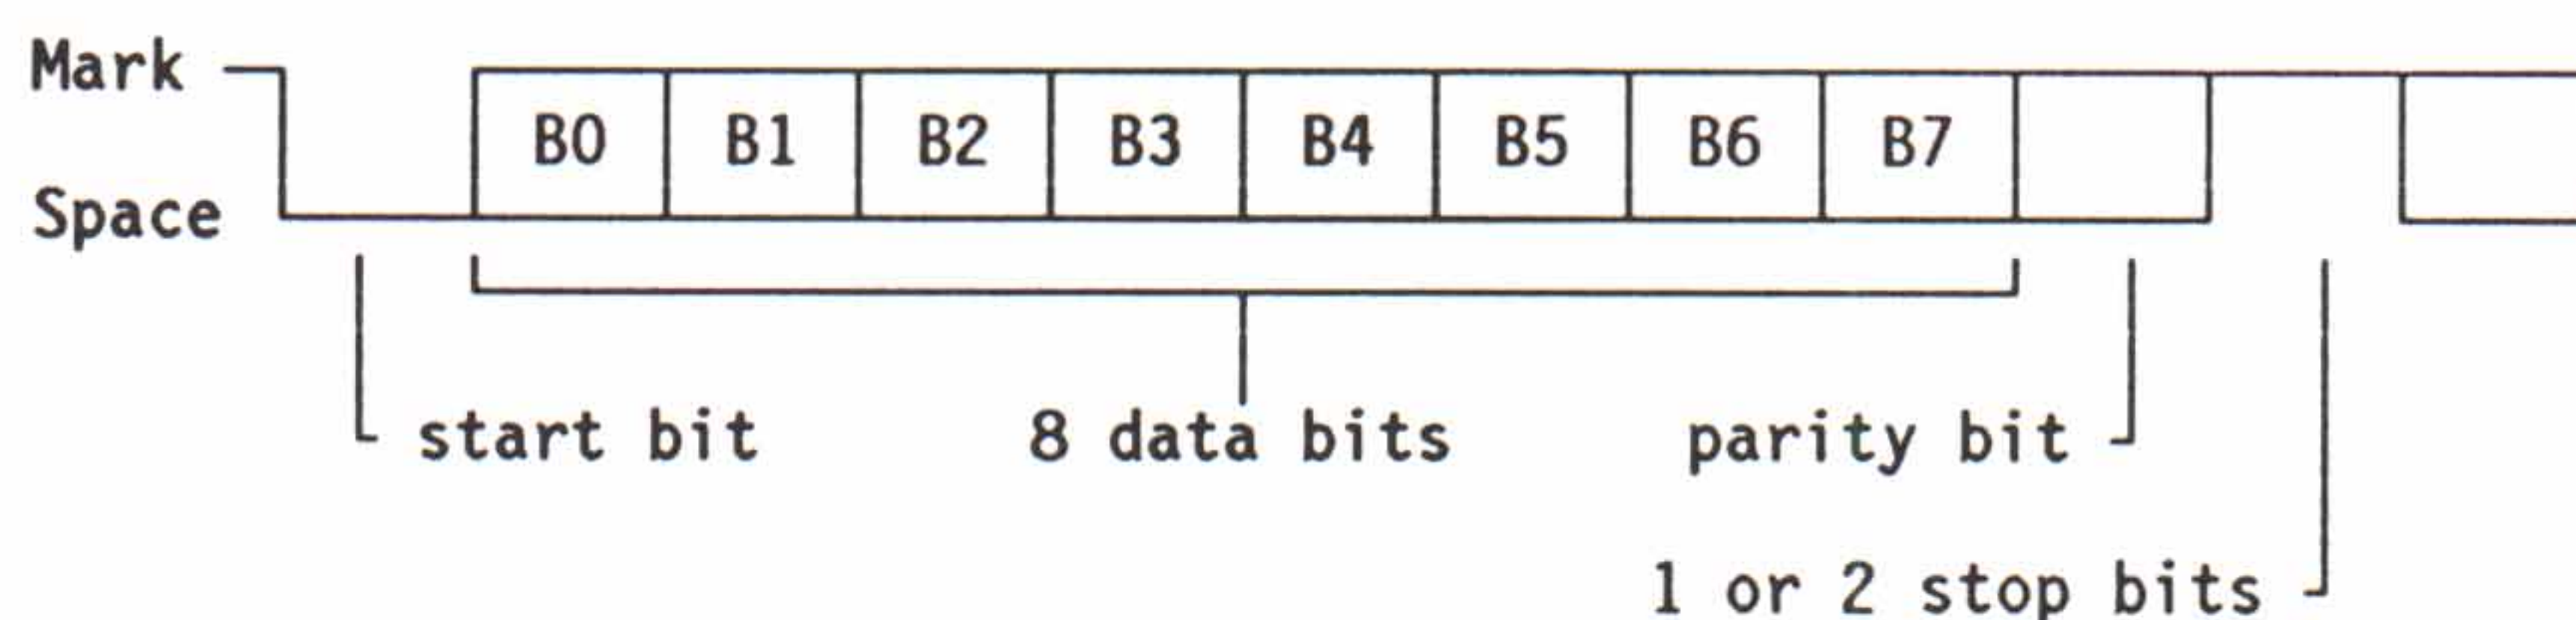 Mark
B0 B1 B2 B3 B4 B5 B6 B7
Space
start bit 8 data bits parity bit
1 or 2 stop bits